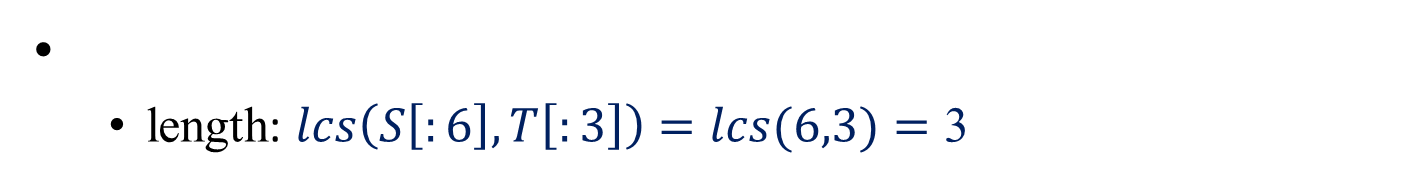 •
• length: lcs(S[:6],T[:3]) = lcs(6,3) = 3